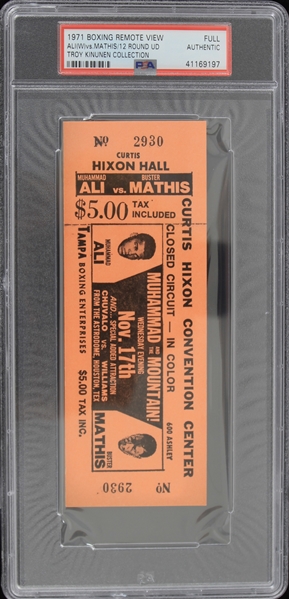 1971 BOXING REMOTE VIEW
ALI(W)vs.MATHIS/12 ROUND UD
TROY KINUNEN COLLECTION
FULL
AUTHENTIC
PSA
41169197
No 2930
CURTIS
HIXON HALL
MUHAMMAD BUSTER
ALI vs. MATHIS
$5.00 TAX INCLUDED
CURTIS HIXON CONVENTION CENTER
600 ASHLEY
CLOSED CIRCUIT — IN COLOR
MUHAMMAD AND THE MOUNTAIN!
WEDNESDAY EVENING
NOV. 17th
AND... SPECIAL ADDED ATTRACTION
CHUVALO vs. WILLIAMS
FROM THE ASTRODOME, HOUSTON, TEX
MUHAMMAD
ALI
BUSTER
MATHIS
TAMPA BOXING ENTERPRISES $5.00 TAX INC.
No 2930